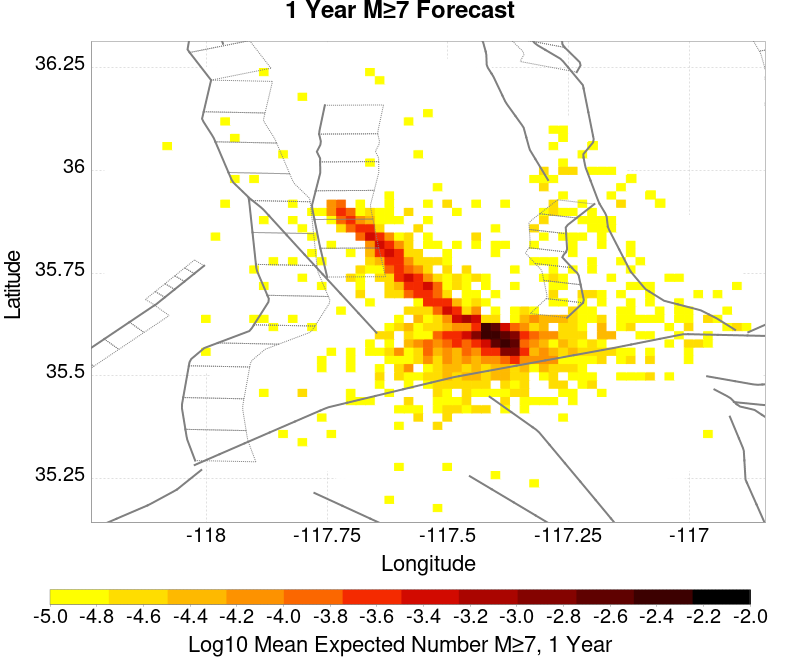 1 Year M≥7 Forecast
36.25
36
35.75
35.5
35.25
Latitude
-118
-117.75
-117.5
-117.25
-117
Longitude
-5.0 -4.8 -4.6 -4.4 -4.2 -4.0 -3.8 -3.6 -3.4 -3.2 -3.0 -2.8 -2.6 -2.4 -2.2 -2.0
Log10 Mean Expected Number M≥7, 1 Year